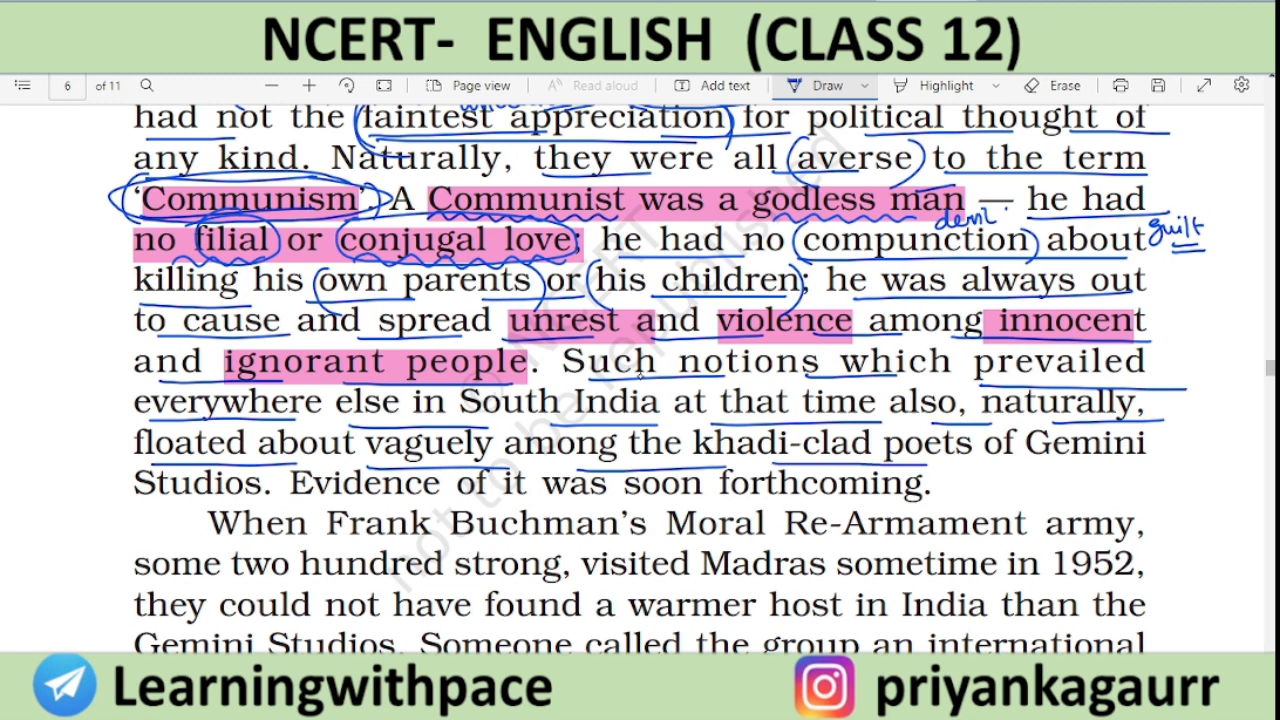 NCERT- ENGLISH (CLASS 12)
6 of 11 Page view Read aloud Add text Draw Highlight Erase
had not the faintest appreciation for political thought of
any kind. Naturally, they were all averse to the term
‘Communism’. A Communist was a godless man — he had
no filial or conjugal love; he had no compunction about guilt
killing his own parents or his children; he was always out
to cause and spread unrest and violence among innocent
and ignorant people. Such notions which prevailed
everywhere else in South India at that time also, naturally,
floated about vaguely among the khadi-clad poets of Gemini
Studios. Evidence of it was soon forthcoming.
When Frank Buchman’s Moral Re-Armament army,
some two hundred strong, visited Madras sometime in 1952,
they could not have found a warmer host in India than the
Gemini Studios. Someone called the group an international
© NCERT
not to be republished
Learningwithpace priyankagaurr